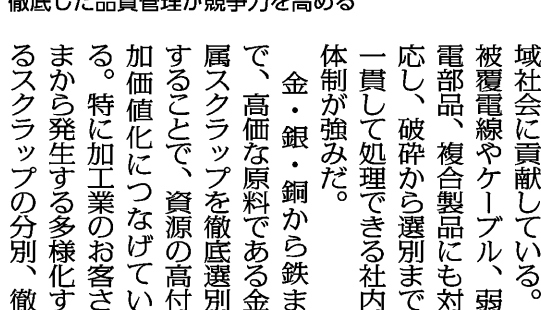 徹底した品質管理が競争力を高める
域社会に貢献している。
被覆電線やケーブル、弱
電部品、複合製品にも対
応し、破砕から選別まで
一貫して処理できる社内
体制が強みだ。
金・銀・銅から鉄ま
で、高価な原料である金
属スクラップを徹底選別
することで、資源の高付
加価値化につなげてい
る。特に加工業のお客さ
まから発生する多様化す
るスクラップの分別、徹